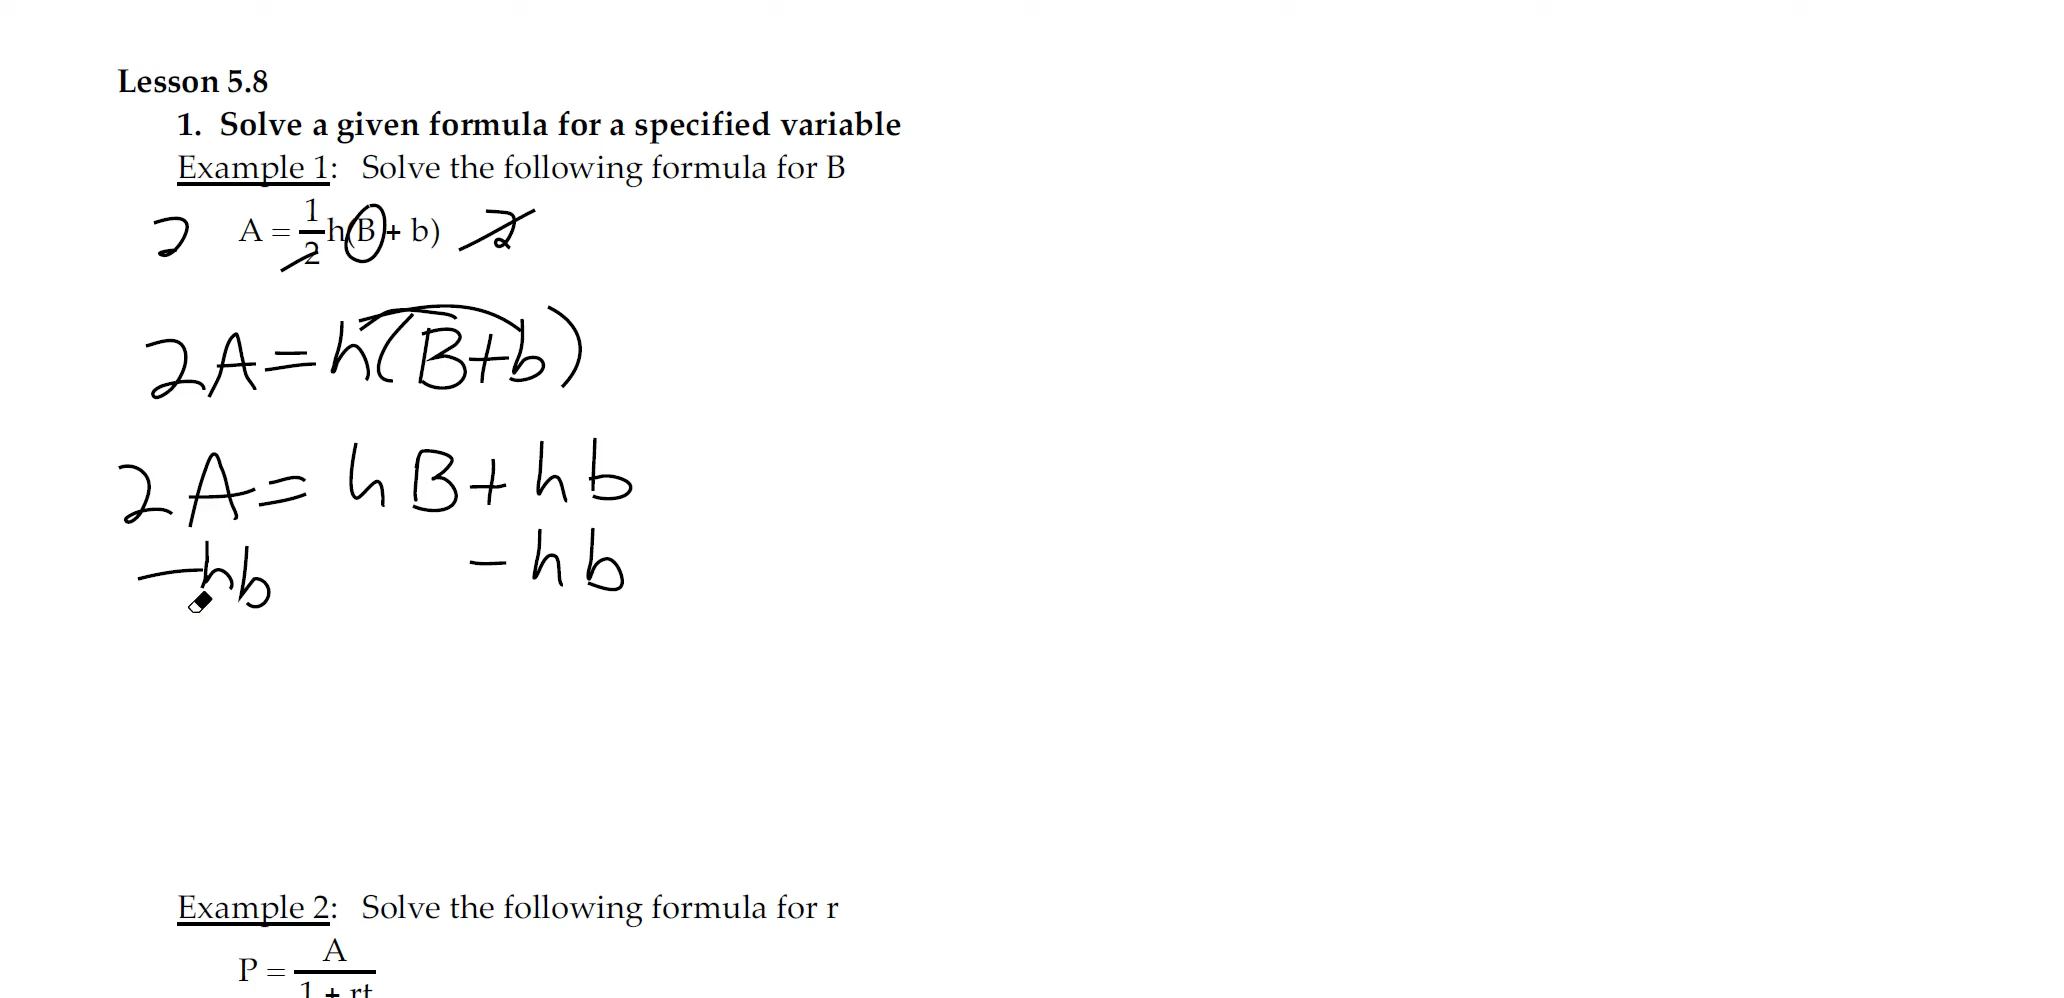 Lesson 5.8
1. Solve a given formula for a specified variable
Example 1: Solve the following formula for B
2 A = 1/2 h(B + b) 2
2A = h(B+b)
2A = hB + hb
-hb -hb
Example 2: Solve the following formula for r
P = A/(1 + rt